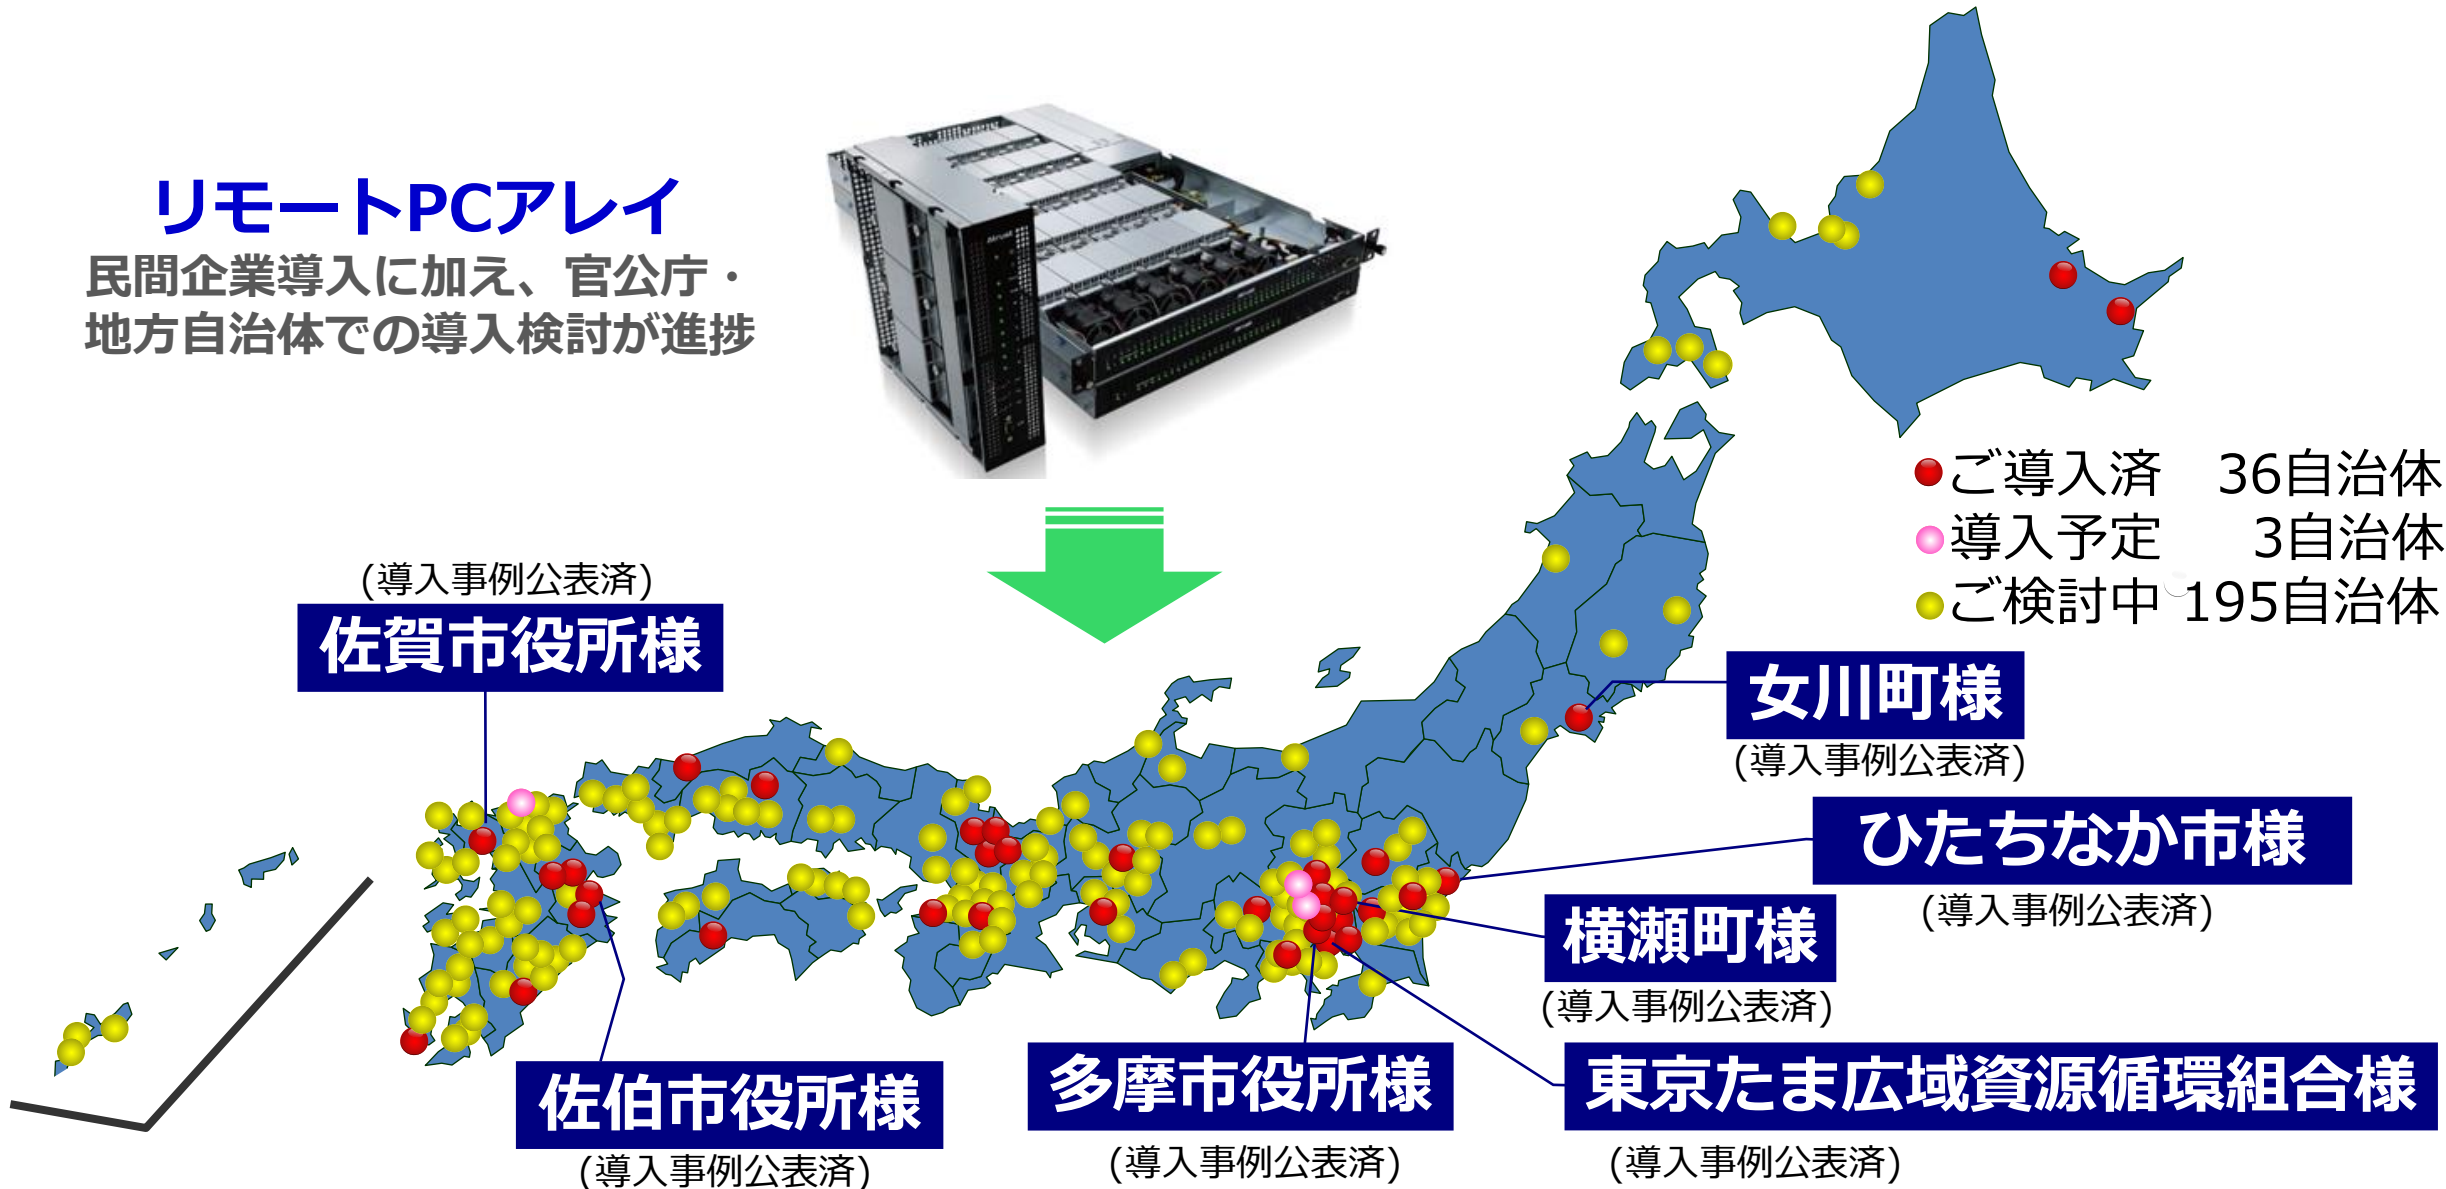 リモートPCアレイ
民間企業導入に加え、官公庁・
地方自治体での導入検討が進捗
ご導入済　36自治体
導入予定　3自治体
ご検討中 195自治体
(導入事例公表済)
佐賀市役所様
女川町様
(導入事例公表済)
ひたちなか市様
(導入事例公表済)
横瀬町様
(導入事例公表済)
佐伯市役所様
(導入事例公表済)
多摩市役所様
(導入事例公表済)
東京たま広域資源循環組合様
(導入事例公表済)